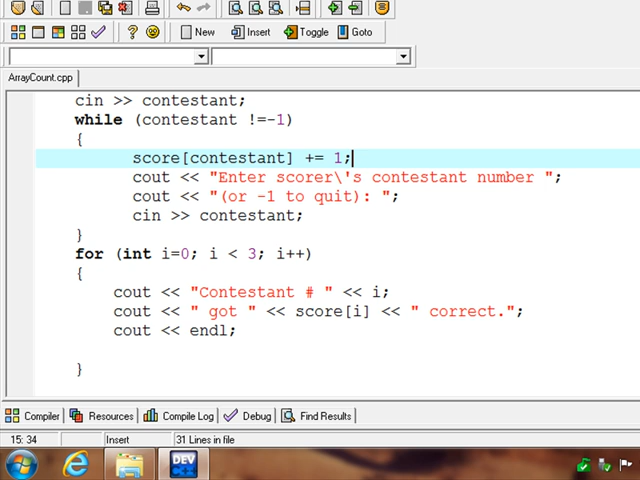 New Insert Toggle Goto
ArrayCount.cpp
cin >> contestant;
while (contestant !=-1)
{
score[contestant] += 1;
cout << "Enter scorer\'s contestant number ";
cout << "(or -1 to quit): ";
cin >> contestant;
}
for (int i=0; i < 3; i++)
{
cout << "Contestant # " << i;
cout << " got " << score[i] << " correct.";
cout << endl;
}
Compiler Resources Compile Log Debug Find Results
15: 34 Insert 31 Lines in file
DEV